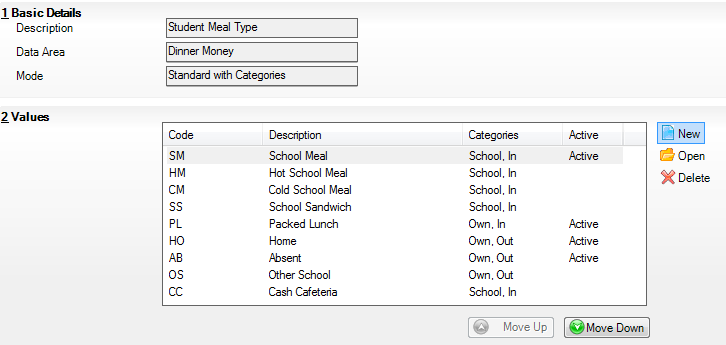 1 Basic Details
Description Student Meal Type
Data Area Dinner Money
Mode Standard with Categories
2 Values
Code Description Categories Active
New
SM School Meal School, In Active
Open
HM Hot School Meal School, In
Delete
CM Cold School Meal School, In
SS School Sandwich School, In
PL Packed Lunch Own, In Active
HO Home Own, Out Active
AB Absent Own, Out Active
OS Other School Own, Out
CC Cash Cafeteria School, In
Move Up Move Down